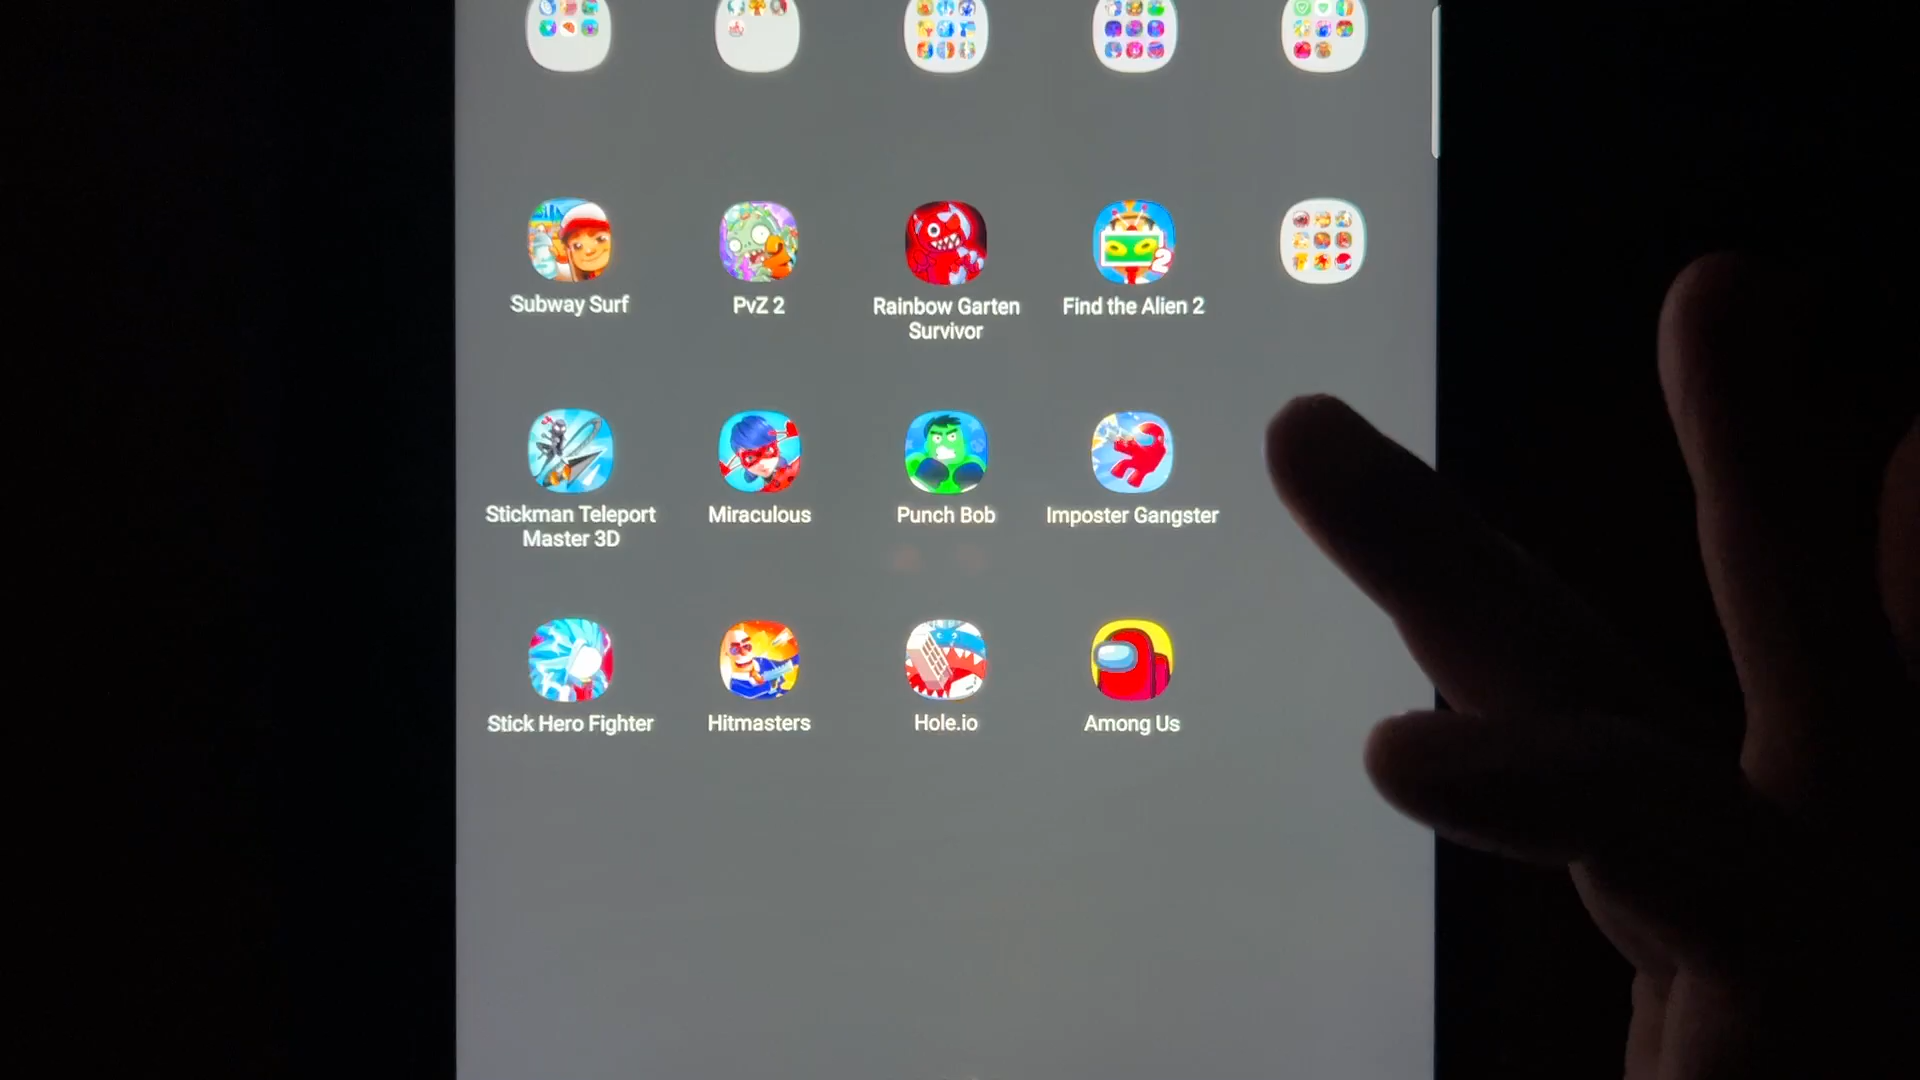 Subway Surf
PvZ 2
Rainbow Garten
Survivor
Find the Alien 2
2
Stickman Teleport
Master 3D
Miraculous
Punch Bob
Imposter Gangster
Stick Hero Fighter
Hitmasters
Hole.io
Among Us